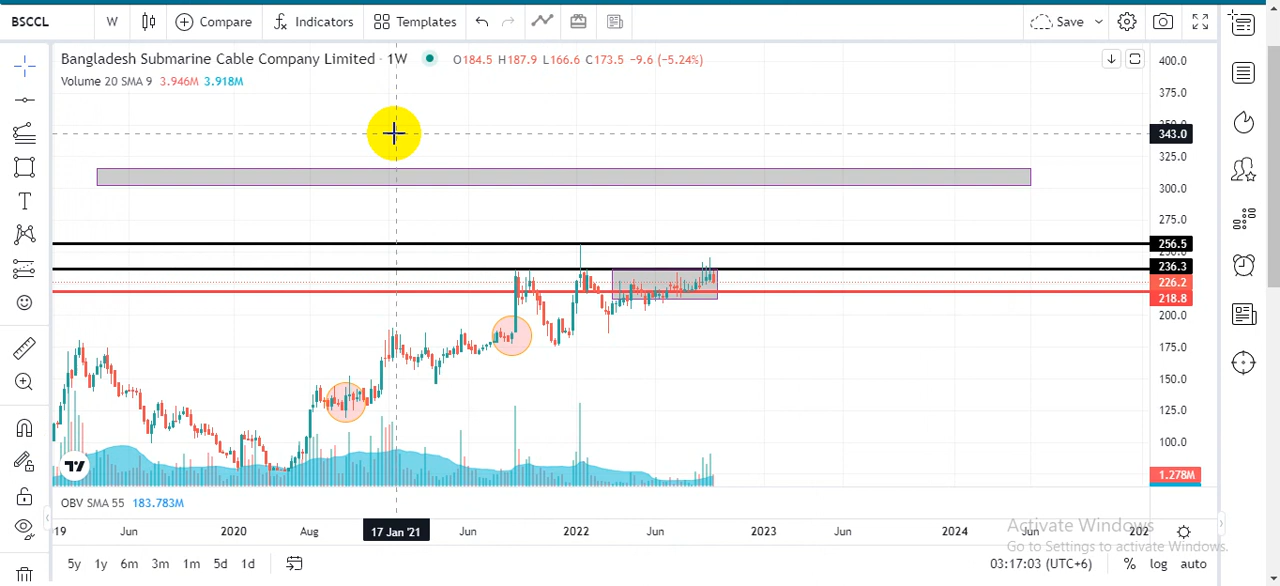 BSCCL W Compare Indicators Templates Save
Bangladesh Submarine Cable Company Limited · 1W O184.5 H187.9 L166.6 C173.5 −9.6 (−5.24%)
Volume 20 SMA 9 3.946M 3.918M
400.0
375.0
343.0
325.0
300.0
275.0
256.5
236.3
226.2
218.8
200.0
175.0
150.0
125.0
100.0
1.278M
OBV SMA 55 183.783M
Jun 2020 Aug 17 Jan '21 Jun 2022 Jun 2023 Jun 2024 Jun
Activate Windows
Go to Settings to activate Windows.
5y 1y 6m 3m 1m 5d 1d 03:17:03 (UTC+6) % log auto